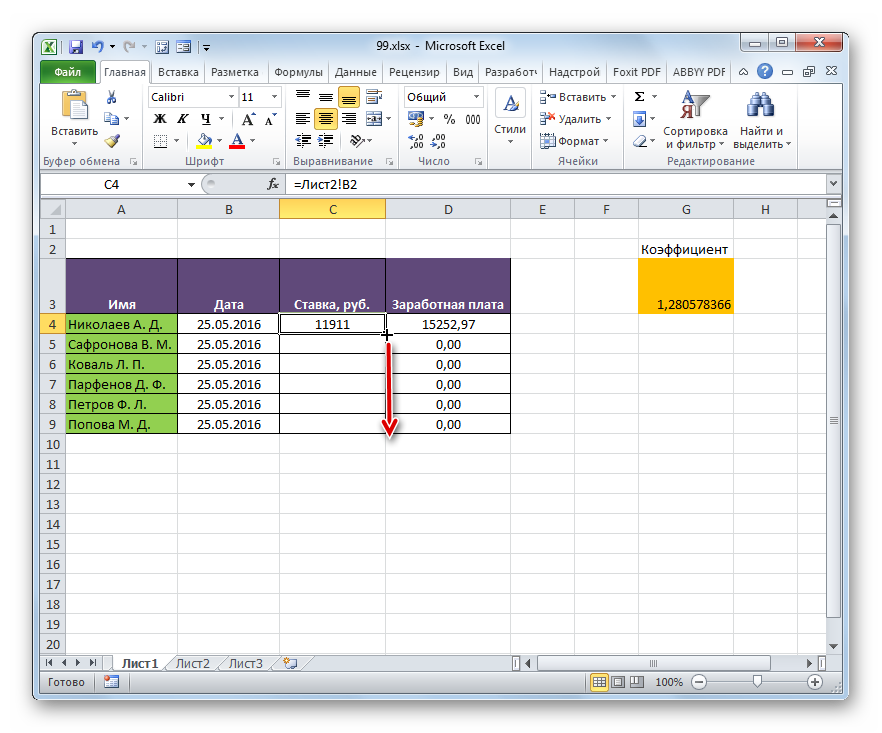 99.xlsx - Microsoft Excel
Файл Главная Вставка Разметка Формулы Данные Рецензир Вид Разработч Надстрой Foxit PDF ABBYY PDF
Calibri 11 Общий Вставить Σ
Вставить Ж К Ч А А % 000 Стили Удалить Сортировка и фильтр Найти и выделить
А Формат
Буфер обмена Шрифт Выравнивание Число Ячейки Редактирование
C4 fx =Лист2!B2
A B C D E F G H
1
2 Коэффициент
3 Имя Дата Ставка, руб. Заработная плата 1,280578366
4 Николаев А. Д. 25.05.2016 11911 15252,97
5 Сафронова В. М. 25.05.2016 0,00
6 Коваль Л. П. 25.05.2016 0,00
7 Парфенов Д. Ф. 25.05.2016 0,00
8 Петров Ф. Л. 25.05.2016 0,00
9 Попова М. Д. 25.05.2016 0,00
10
11
12
13
14
15
16
17
18
19
20
Лист1 Лист2 Лист3
Готово 100%